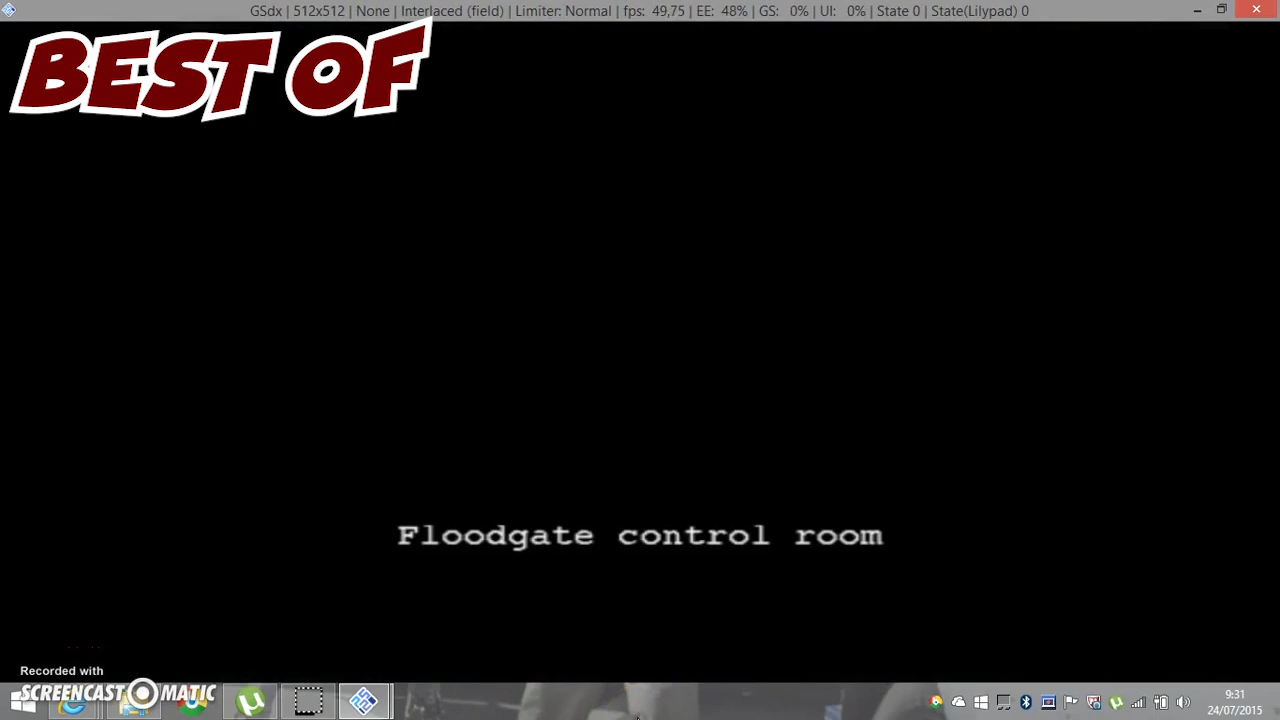 GSdx | 512x512 | None | Interlaced (field) | Limiter: Normal | fps: 49,75 | EE: 48% | GS: 0% | UI: 0% | State 0 | State(Lilypad) 0
BEST OF
Floodgate control room
Recorded with
SCREENCAST MATIC
9:31
24/07/2015